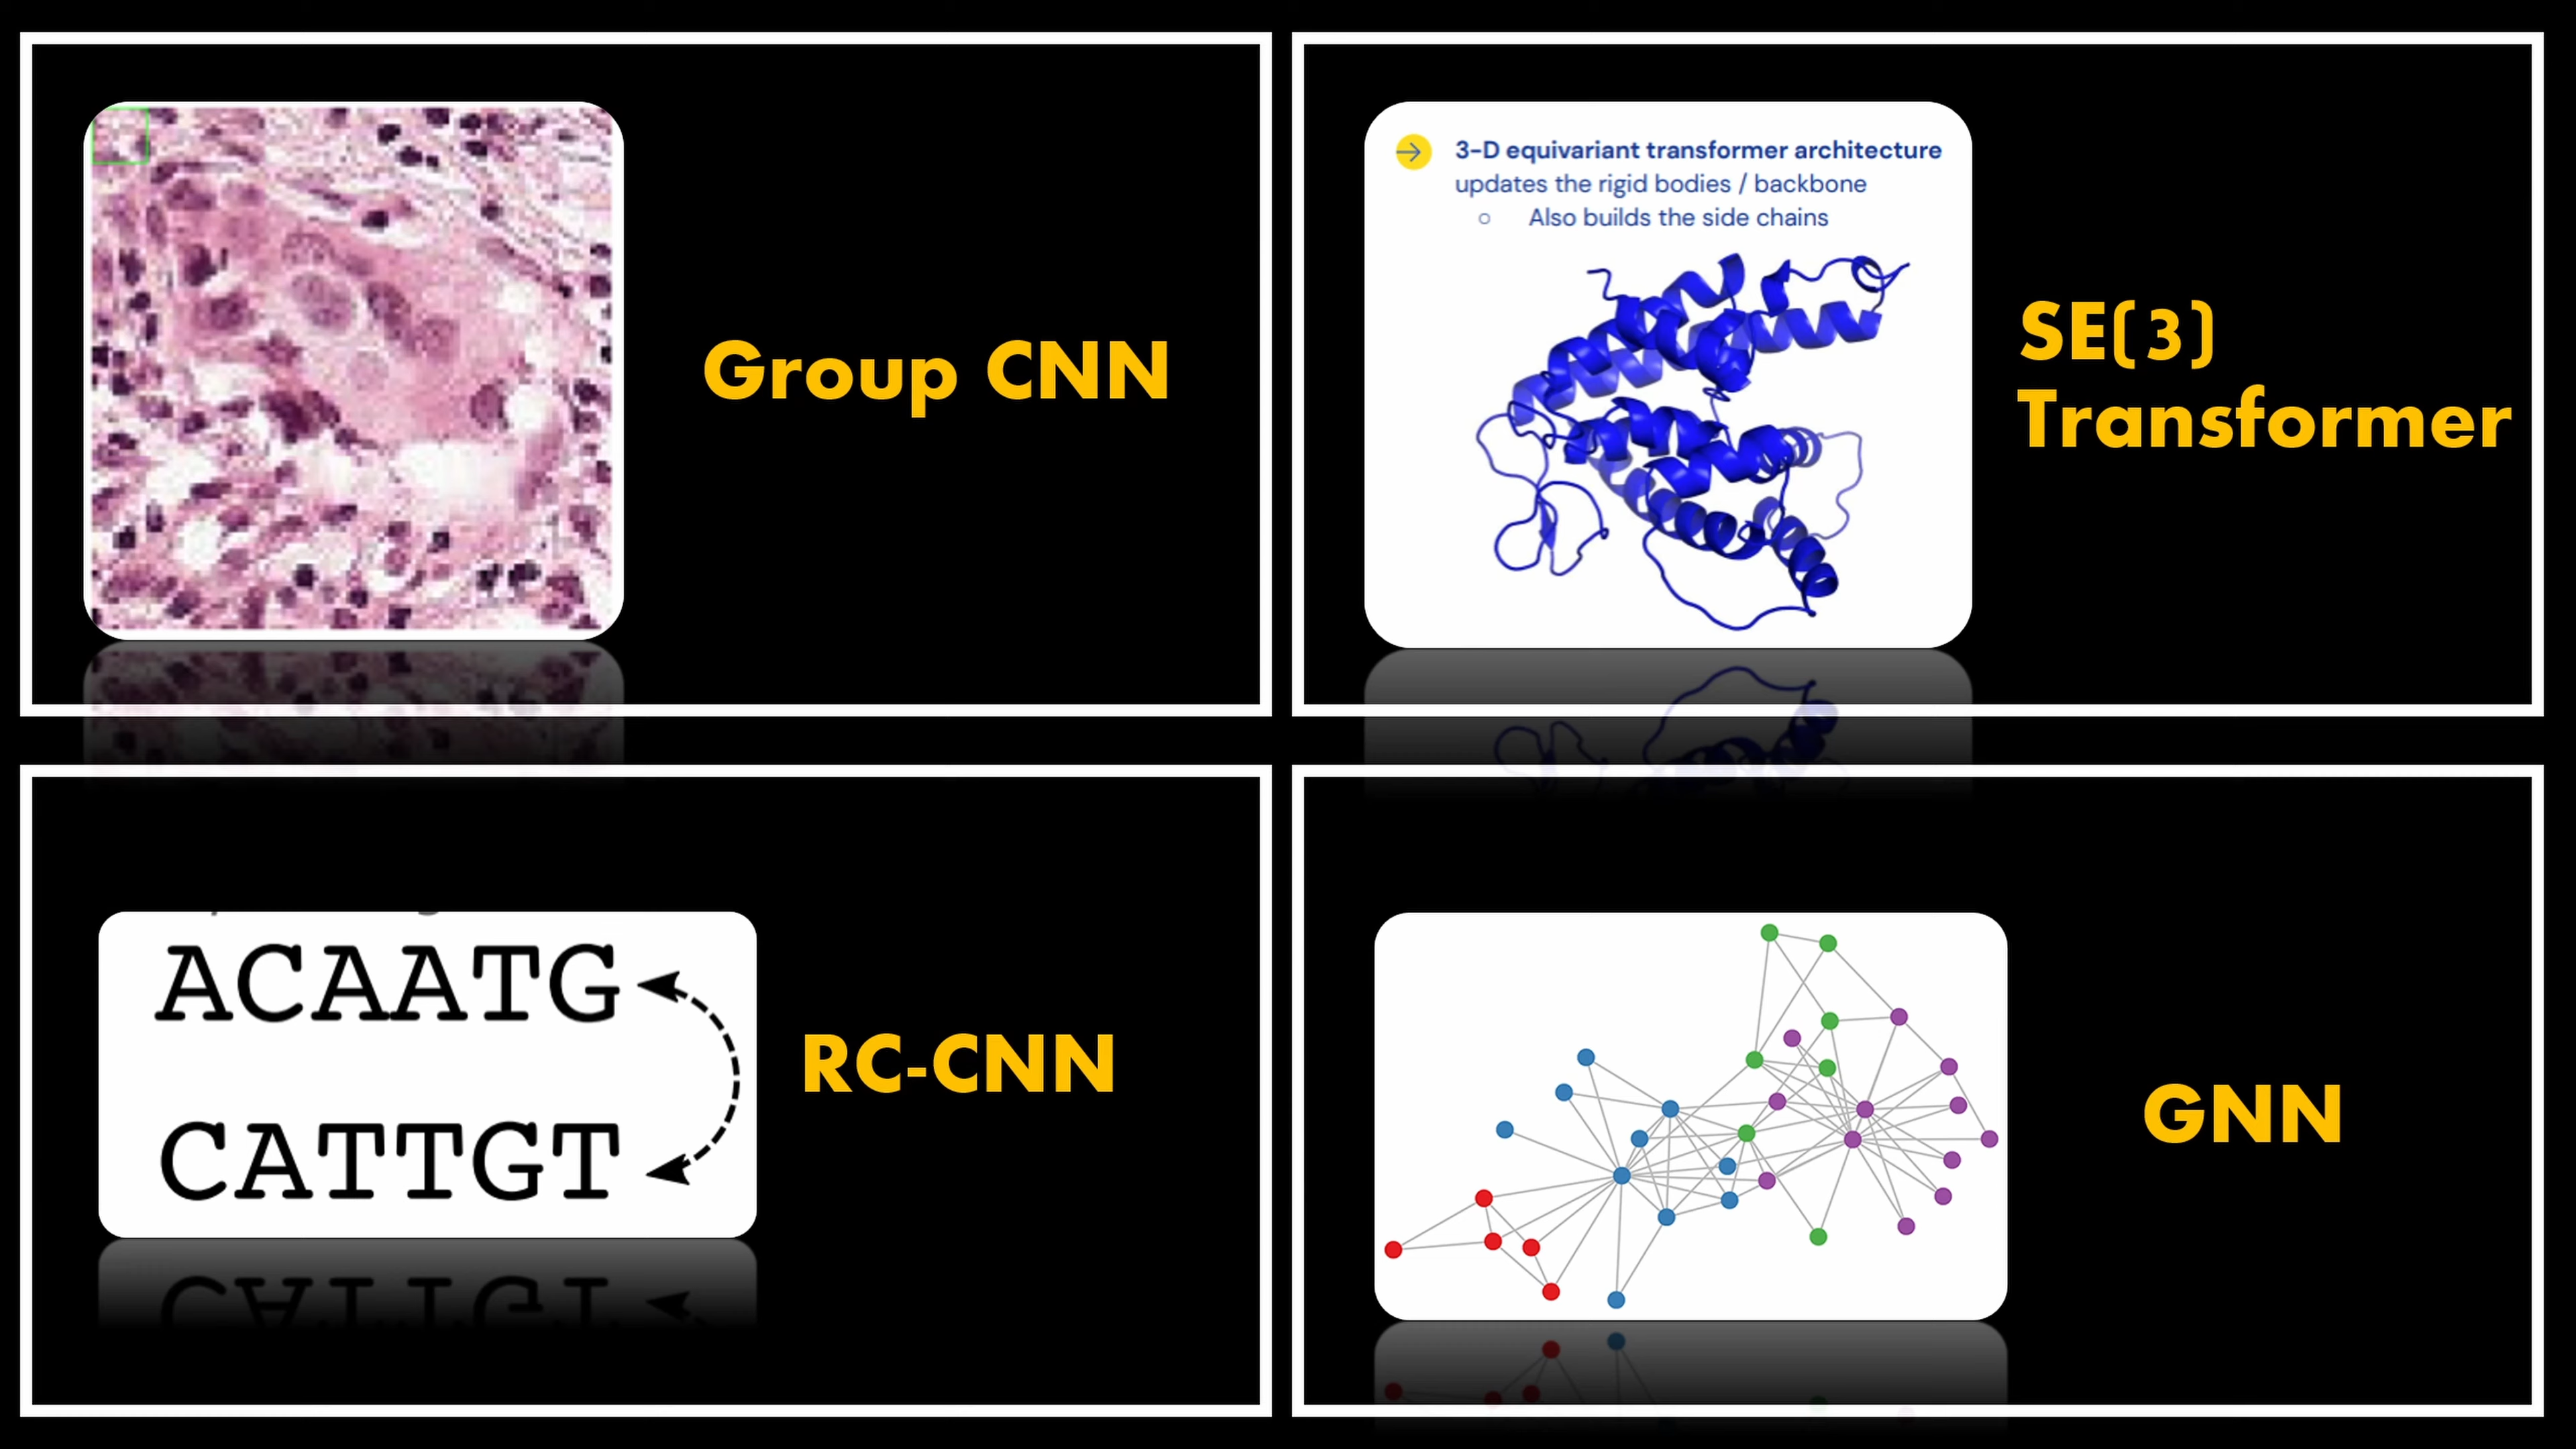 Group CNN
→ 3-D equivariant transformer architecture
updates the rigid bodies / backbone
○ Also builds the side chains
SE(3)
Transformer
ACAATG
CATTGT
RC-CNN
GNN